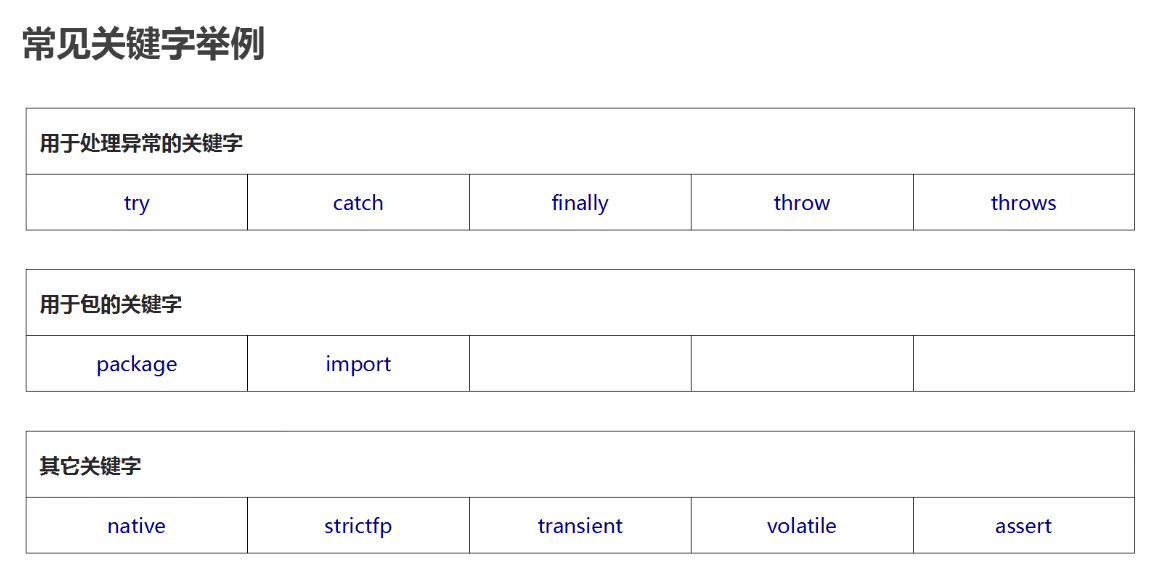 常见关键字举例
用于处理异常的关键字
try catch finally throw throws
用于包的关键字
package import
其它关键字
native strictfp transient volatile assert